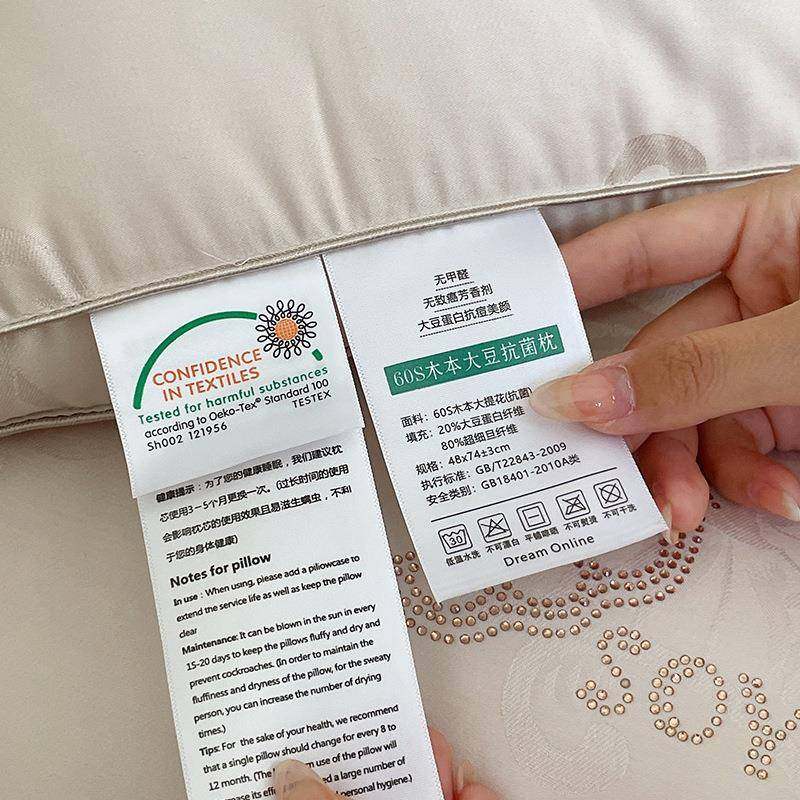 CONFIDENCE
IN TEXTILES
Tested for harmful substances
according to Oeko-Tex® Standard 100
Sh002 121956 TESTEX
健康提示：为了您的健康睡眠，我们建议枕
芯使用3-5个月更换一次。(过长时间的使用
会影响枕芯的使用效果且易滋生螨虫，不利
于您的身体健康)
Notes for pillow
In use : When using, please add a pillowcase to
extend the service life as well as keep the pillow
clear
Maintenance: It can be blown in the sun in every
15-20 days to keep the pillows fluffy and dry and
prevent cockroaches. (In order to maintain the
fluffiness and dryness of the pillow, for the sweaty
person, you can increase the number of drying
times.)
Tips: For the sake of your health, we recommend
that a single pillow should change for every 8 to
12 month. (The use of the pillow will
its a large number of
personal hygiene.)
无甲醛
无致癌芳香剂
大豆蛋白抗痘美颜
60S木本大豆抗菌枕
面料：60S木本大提花(抗菌)
填充：20%大豆蛋白纤维
80%超细旦纤维
规格：48x74±3cm
执行标准：GB/T22843-2009
安全类别：GB18401-2010A类
30
低温水洗 不可漂白 平铺晾晒 不可熨烫 不可干洗
Dream Online